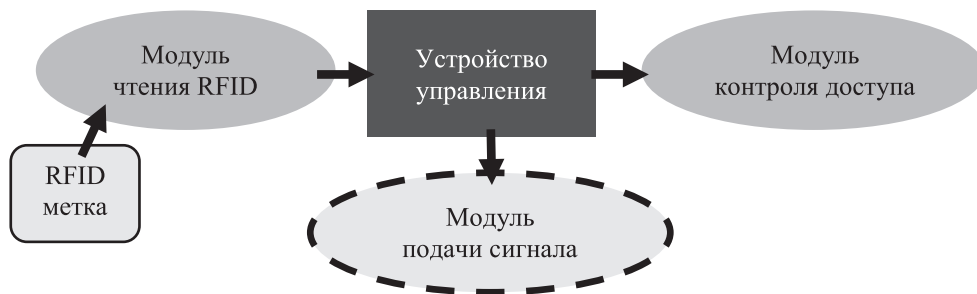 Модуль
чтения RFID
Устройство
управления
Модуль
контроля доступа
RFID
метка
Модуль
подачи сигнала